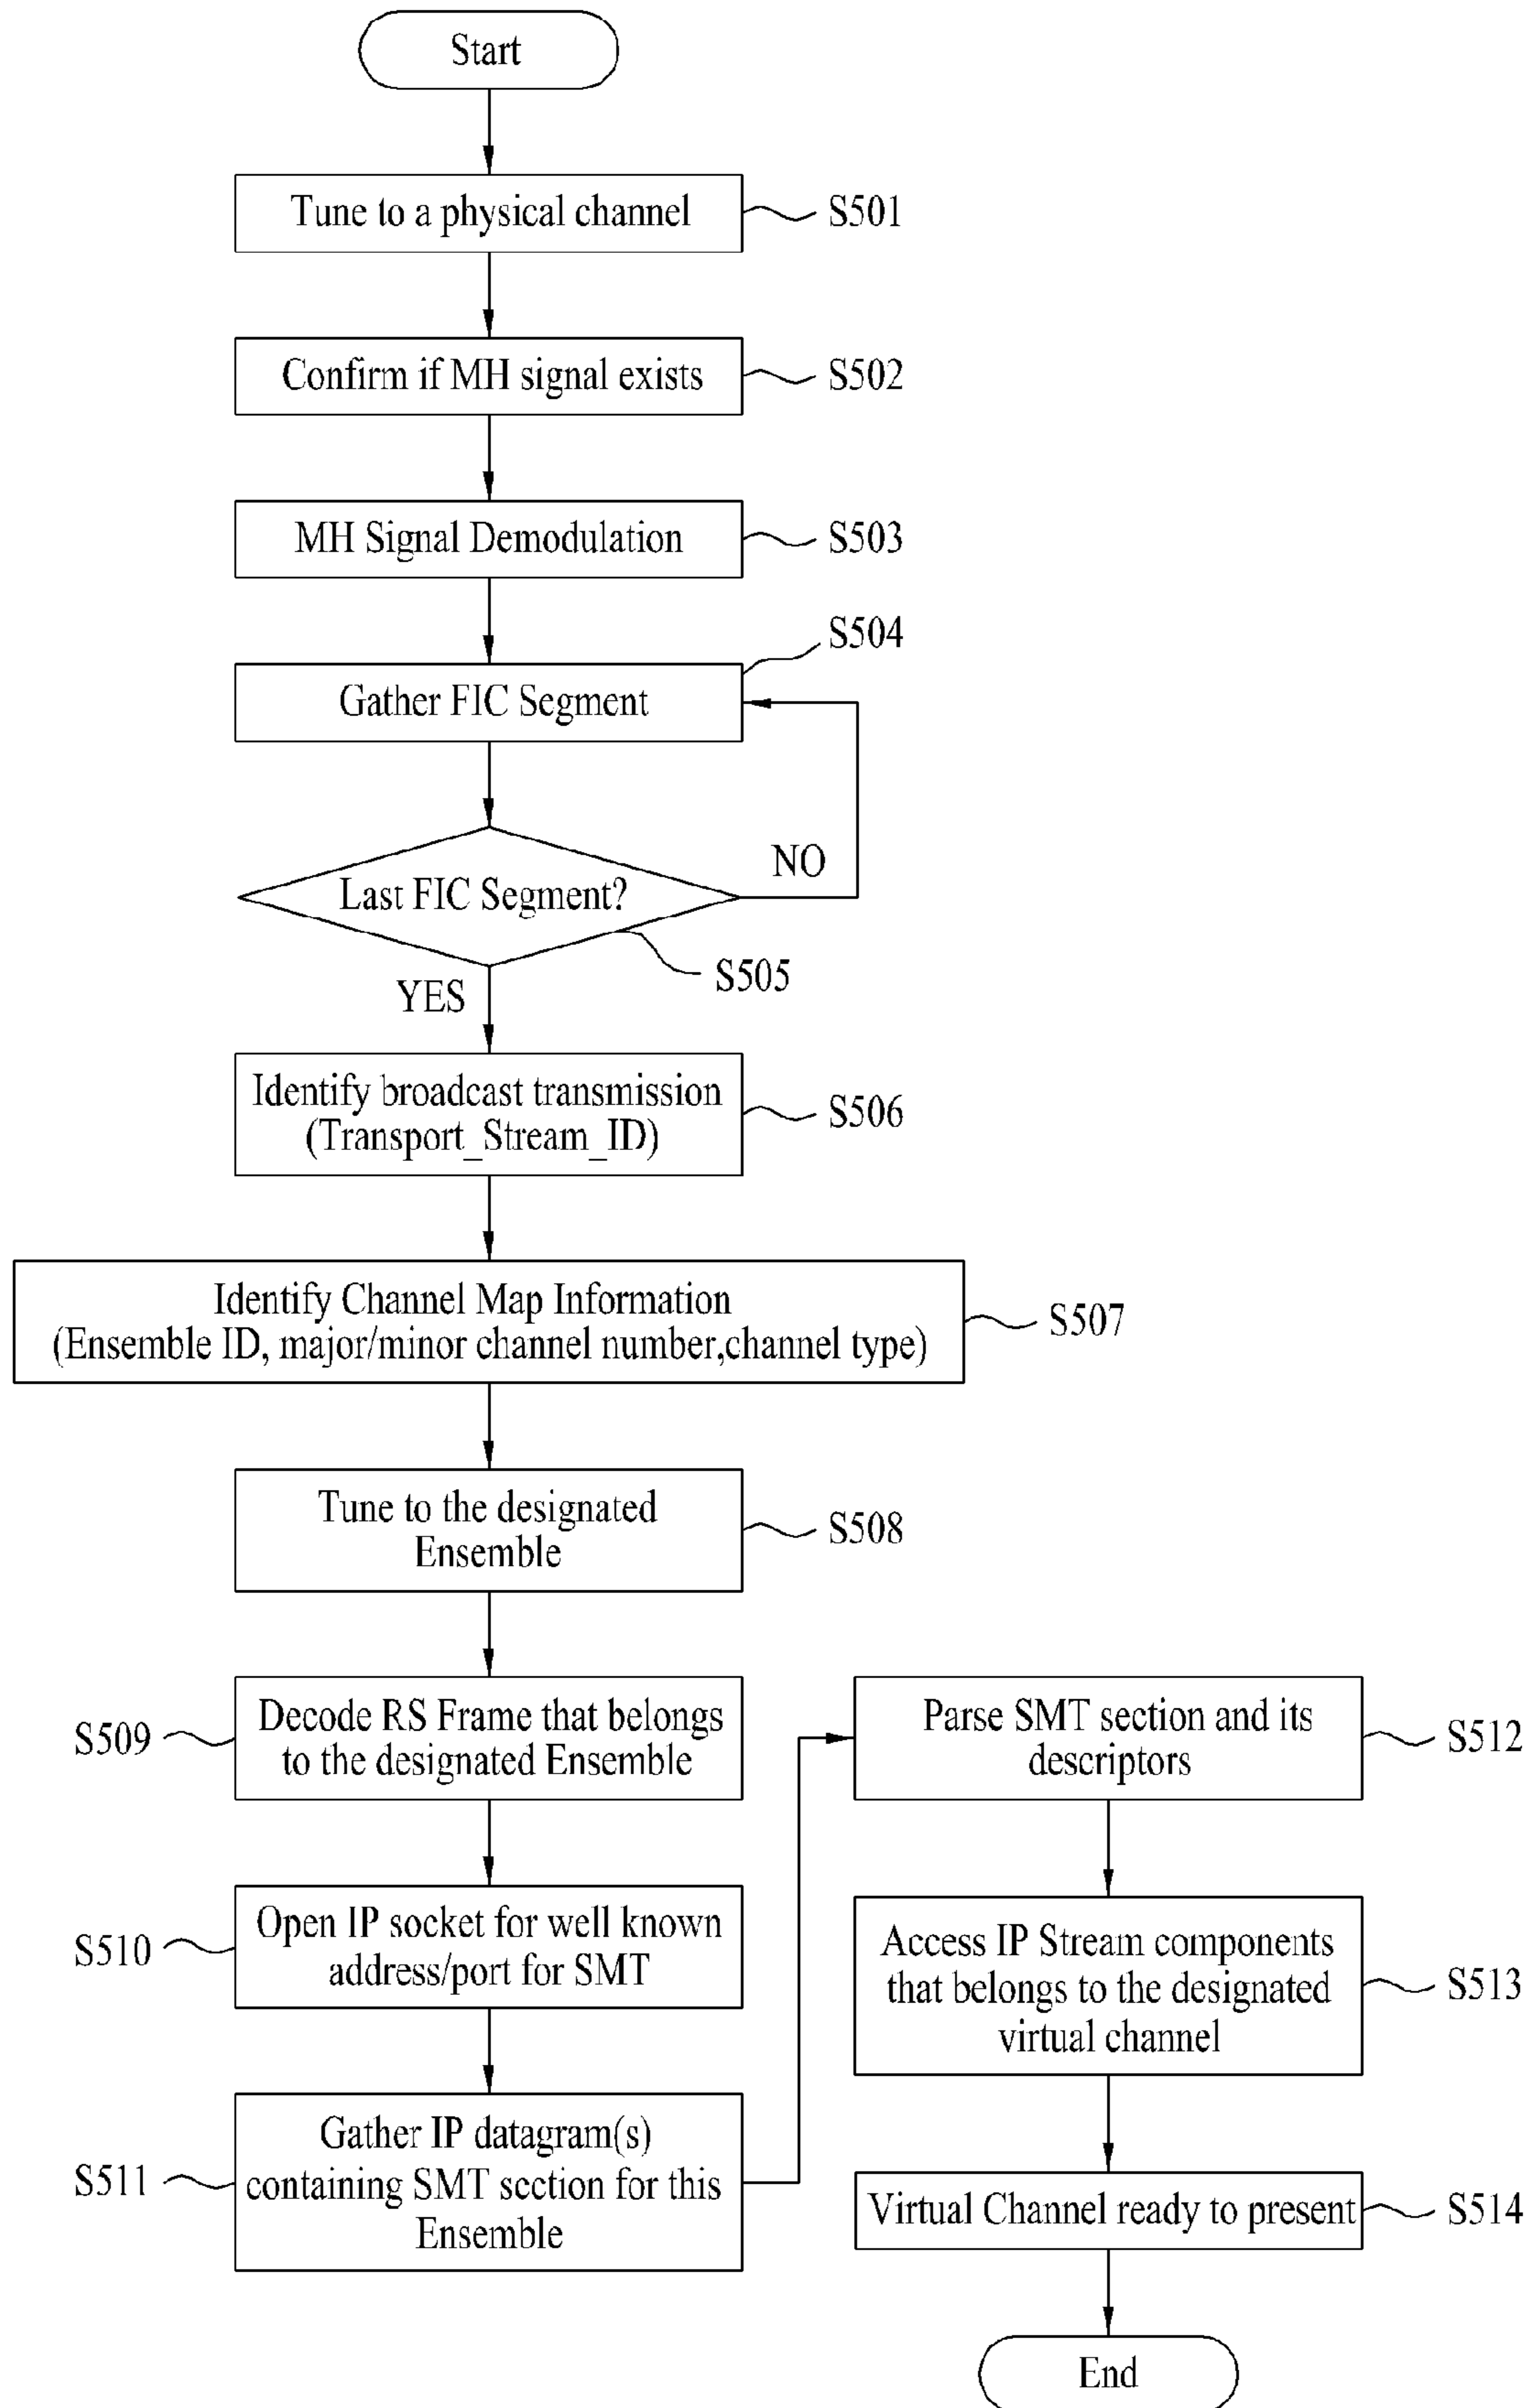 Start
Tune to a physical channel
S501
Confirm if MH signal exists
S502
MH Signal Demodulation
S503
S504
Gather FIC Segment
NO
Last FIC Segment?
S505
YES
Identify broadcast transmission
(Transport_Stream_ID)
S506
Identify Channel Map Information
(Ensemble ID, major/minor channel number,channel type)
S507
Tune to the designated
Ensemble
S508
Decode RS Frame that belongs
to the designated Ensemble
S509
Open IP socket for well known
address/port for SMT
S510
Gather IP datagram(s)
containing SMT section for this
Ensemble
S511
Parse SMT section and its
descriptors
S512
Access IP Stream components
that belongs to the designated
virtual channel
S513
Virtual Channel ready to present
S514
End